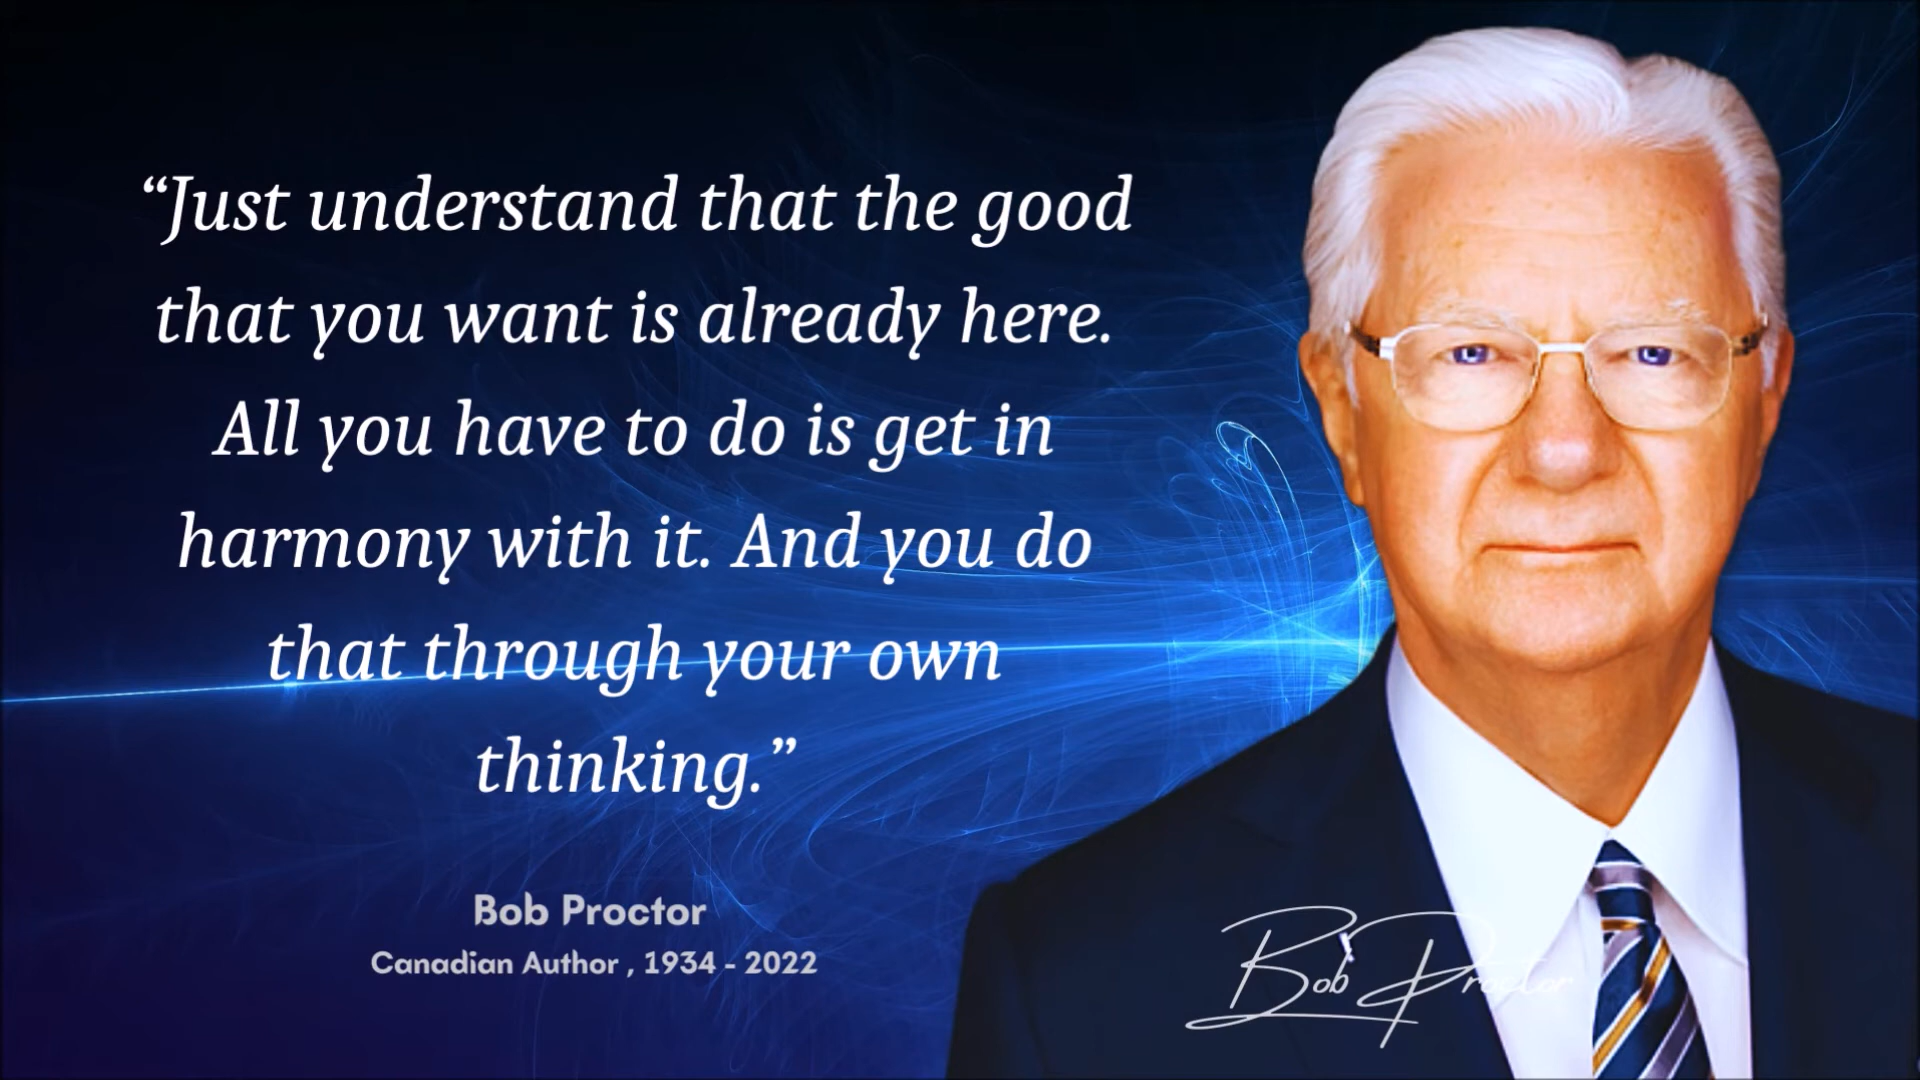 “Just understand that the good
that you want is already here.
All you have to do is get in
harmony with it. And you do
that through your own
thinking.”
Bob Proctor
Canadian Author , 1934 - 2022
Bob Proctor